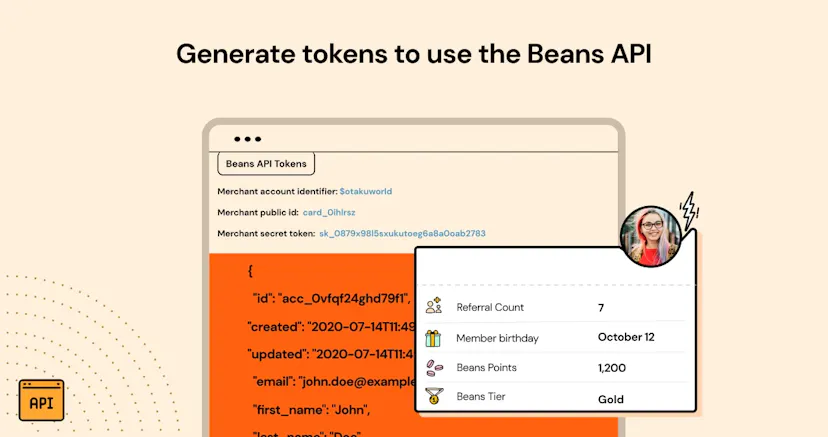 Generate tokens to use the Beans API
Beans API Tokens
Merchant account identifier: $otakuworld
Merchant public id: card_0ihlrsz
Merchant secret token: sk_0879x98l5sxukutoeg6a8a0oab2783
{
"id": "acc_0vfqf24ghd79f1",
"created": "2020-07-14T11:49
"updated": "2020-07-14T11:4
"email": "john.doe@example
"first_name": "John",
"last_name": "Doe"
Referral Count 7
Member birthday October 12
Beans Points 1,200
Beans Tier Gold
API